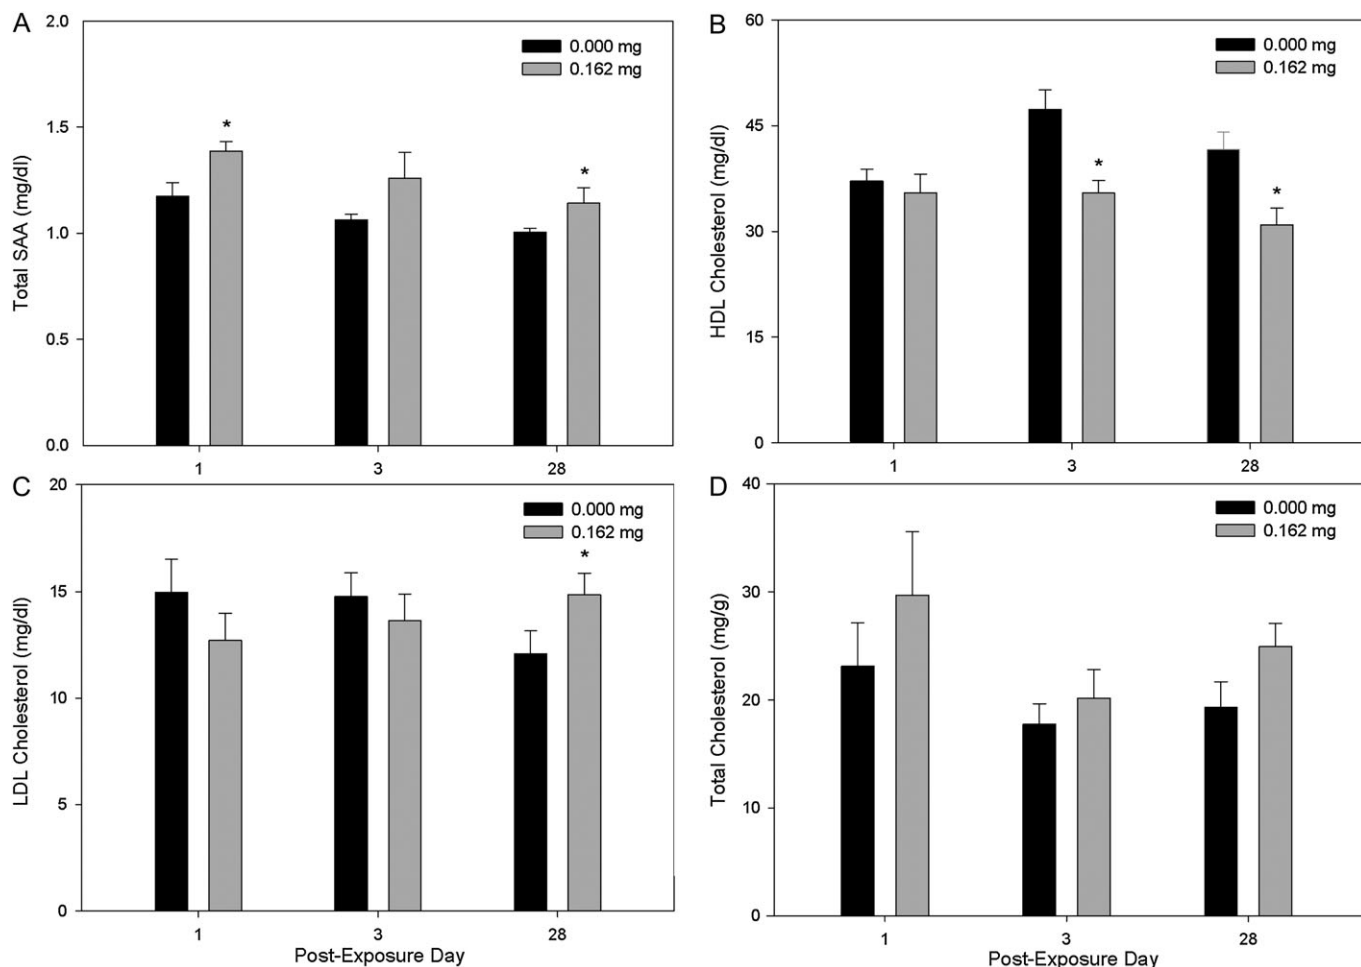 A
Total SAA (mg/dl)
2.0
1.5
1.0
0.5
0.0
0.000 mg
0.162 mg
*
*
1
3
28
B
HDL Cholesterol (mg/dl)
60
45
30
15
0
0.000 mg
0.162 mg
*
*
1
3
28
C
LDL Cholesterol (mg/dl)
20
15
10
5
0
0.000 mg
0.162 mg
*
1
3
28
Post-Exposure Day
D
Total Cholesterol (mg/g)
40
30
20
10
0
0.000 mg
0.162 mg
1
3
28
Post-Exposure Day